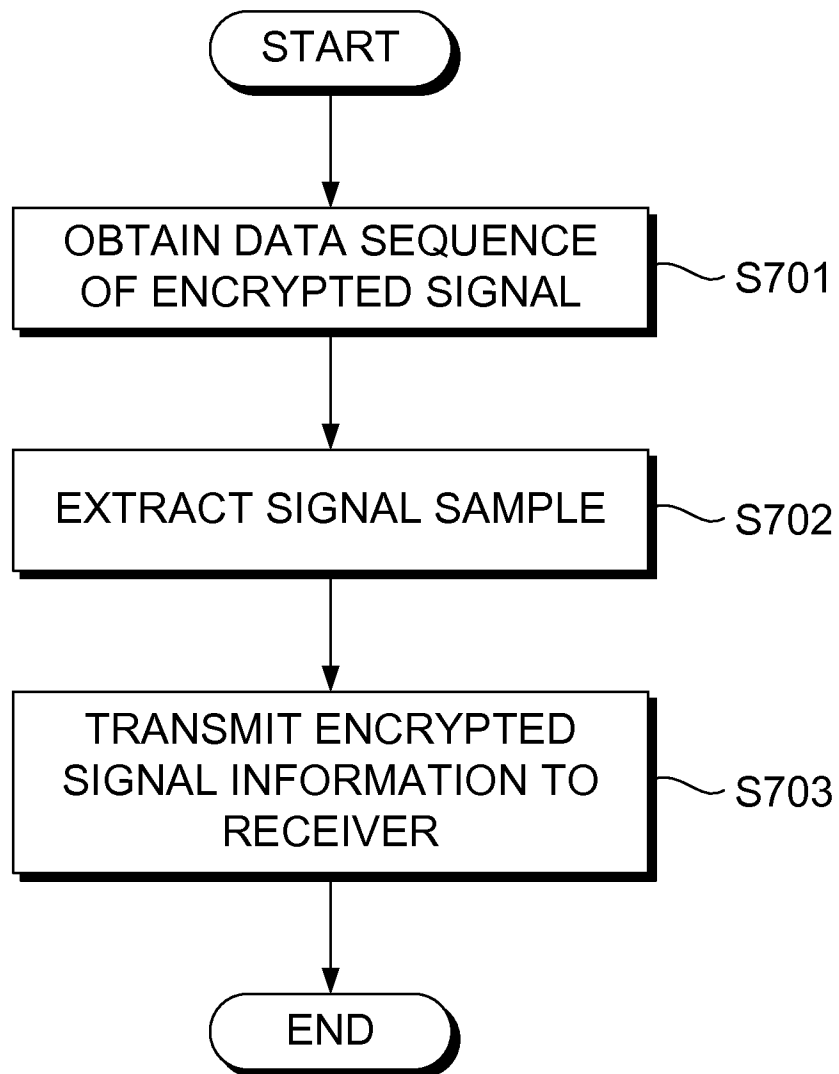 START
OBTAIN DATA SEQUENCE
OF ENCRYPTED SIGNAL
S701
EXTRACT SIGNAL SAMPLE
S702
TRANSMIT ENCRYPTED
SIGNAL INFORMATION TO
RECEIVER
S703
END